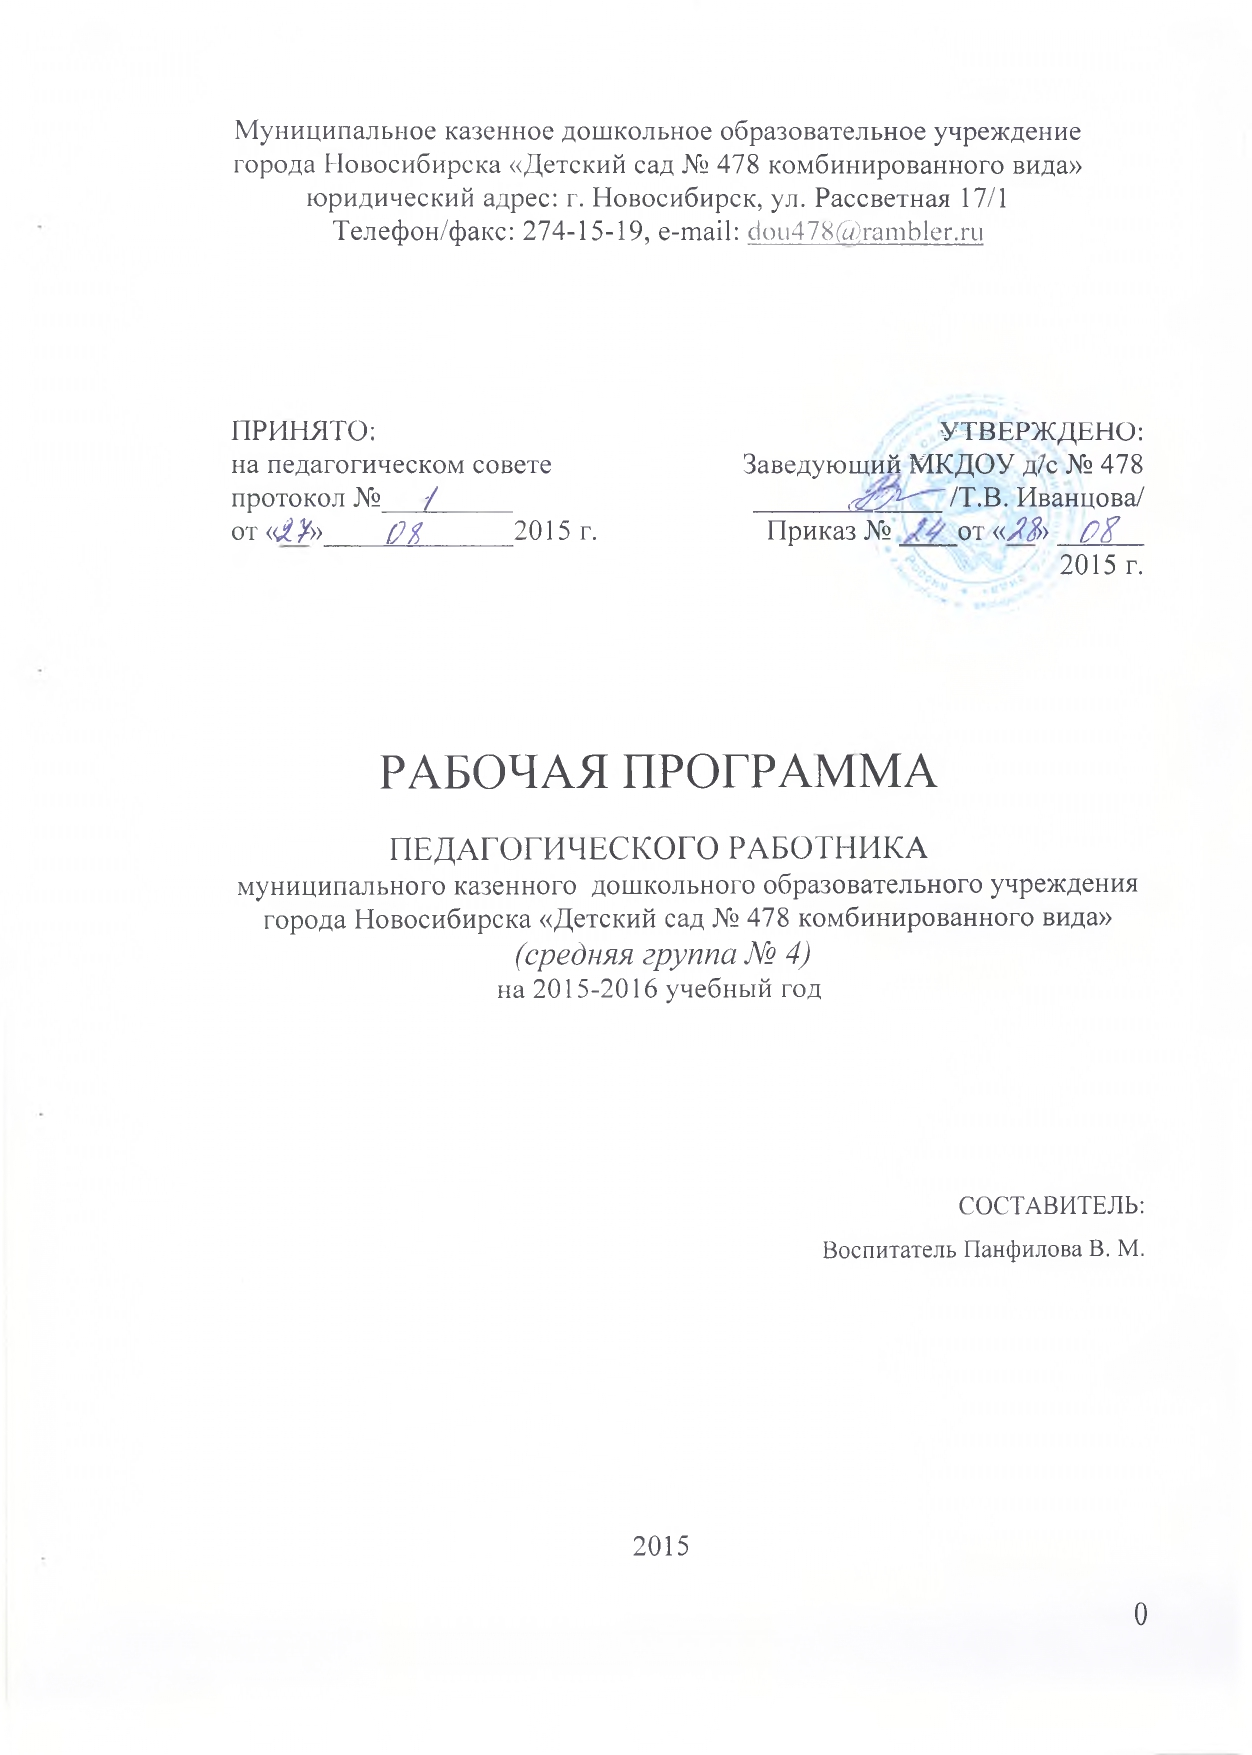 Муниципальное казенное дошкольное образовательное учреждение
города Новосибирска «Детский сад № 478 комбинированного вида»
юридический адрес: г. Новосибирск, ул. Рассветная 17/1
Телефон/факс: 274-15-19, e-mail: dou478@rambler.ru
ПРИНЯТО:
на педагогическом совете
протокол № 1
от «27» 08 2015 г.
УТВЕРЖДЕНО:
Заведующий МКДОУ д/с № 478
/Т.В. Иванцова/
Приказ № 24 от «28» 08
2015 г.
РАБОЧАЯ ПРОГРАММА
ПЕДАГОГИЧЕСКОГО РАБОТНИКА
муниципального казенного дошкольного образовательного учреждения
города Новосибирска «Детский сад № 478 комбинированного вида»
(средняя группа № 4)
на 2015-2016 учебный год
СОСТАВИТЕЛЬ:
Воспитатель Панфилова В. М.
2015
0